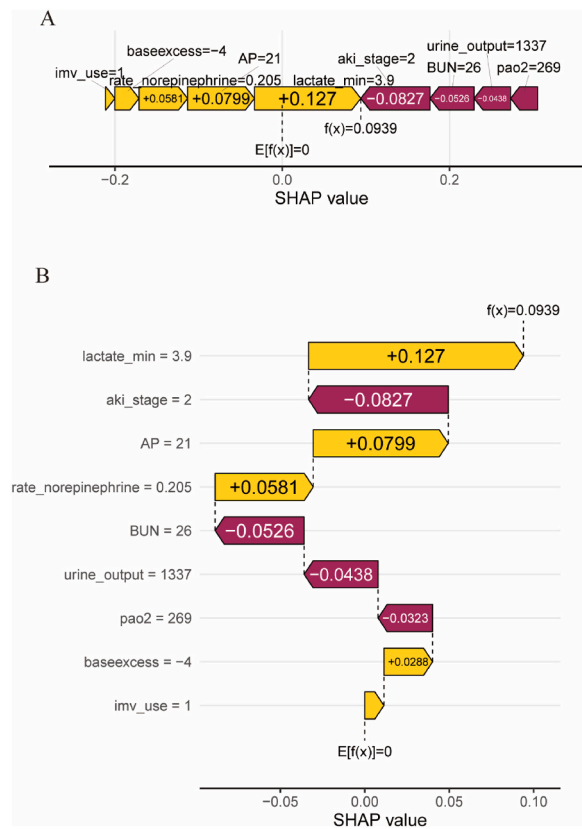 A
urine_output=1337
baseexcess=−4
AP=21
aki_stage=2
BUN=26
pao2=269
imv_use=1
rate_norepinephrine=0.205
lactate_min=3.9
+0.0581
+0.0799
+0.127
−0.0827
−0.0526
−0.0438
f(x)=0.0939
E[f(x)]=0
−0.2
0.0
0.2
SHAP value
B
f(x)=0.0939
lactate_min = 3.9
+0.127
aki_stage = 2
−0.0827
AP = 21
+0.0799
rate_norepinephrine = 0.205
+0.0581
BUN = 26
−0.0526
urine_output = 1337
−0.0438
pao2 = 269
−0.0323
baseexcess = −4
+0.0288
imv_use = 1
E[f(x)]=0
−0.05
0.00
0.05
0.10
SHAP value